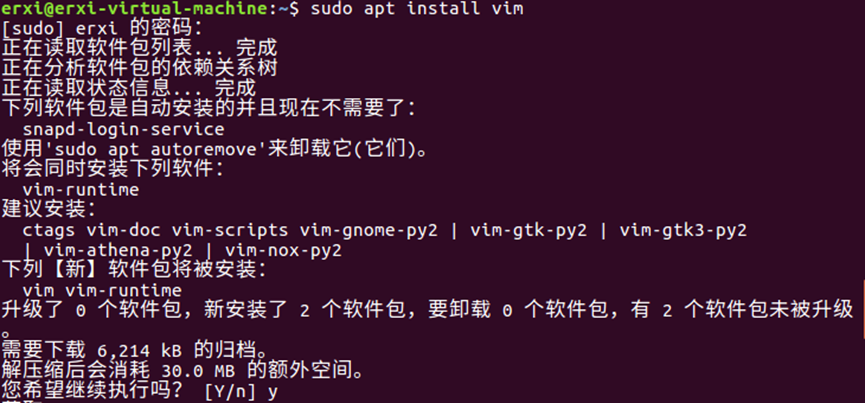 erxi@erxi-virtual-machine:~$ sudo apt install vim
[sudo] erxi 的密码：
正在读取软件包列表... 完成
正在分析软件包的依赖关系树
正在读取状态信息... 完成
下列软件包是自动安装的并且现在不需要了：
  snapd-login-service
使用'sudo apt autoremove'来卸载它(它们)。
将会同时安装下列软件：
  vim-runtime
建议安装：
  ctags vim-doc vim-scripts vim-gnome-py2 | vim-gtk-py2 | vim-gtk3-py2
  | vim-athena-py2 | vim-nox-py2
下列【新】软件包将被安装：
  vim vim-runtime
升级了 0 个软件包，新安装了 2 个软件包，要卸载 0 个软件包，有 2 个软件包未被升级
。
需要下载 6,214 kB 的归档。
解压缩后会消耗 30.0 MB 的额外空间。
您希望继续执行吗？ [Y/n] y